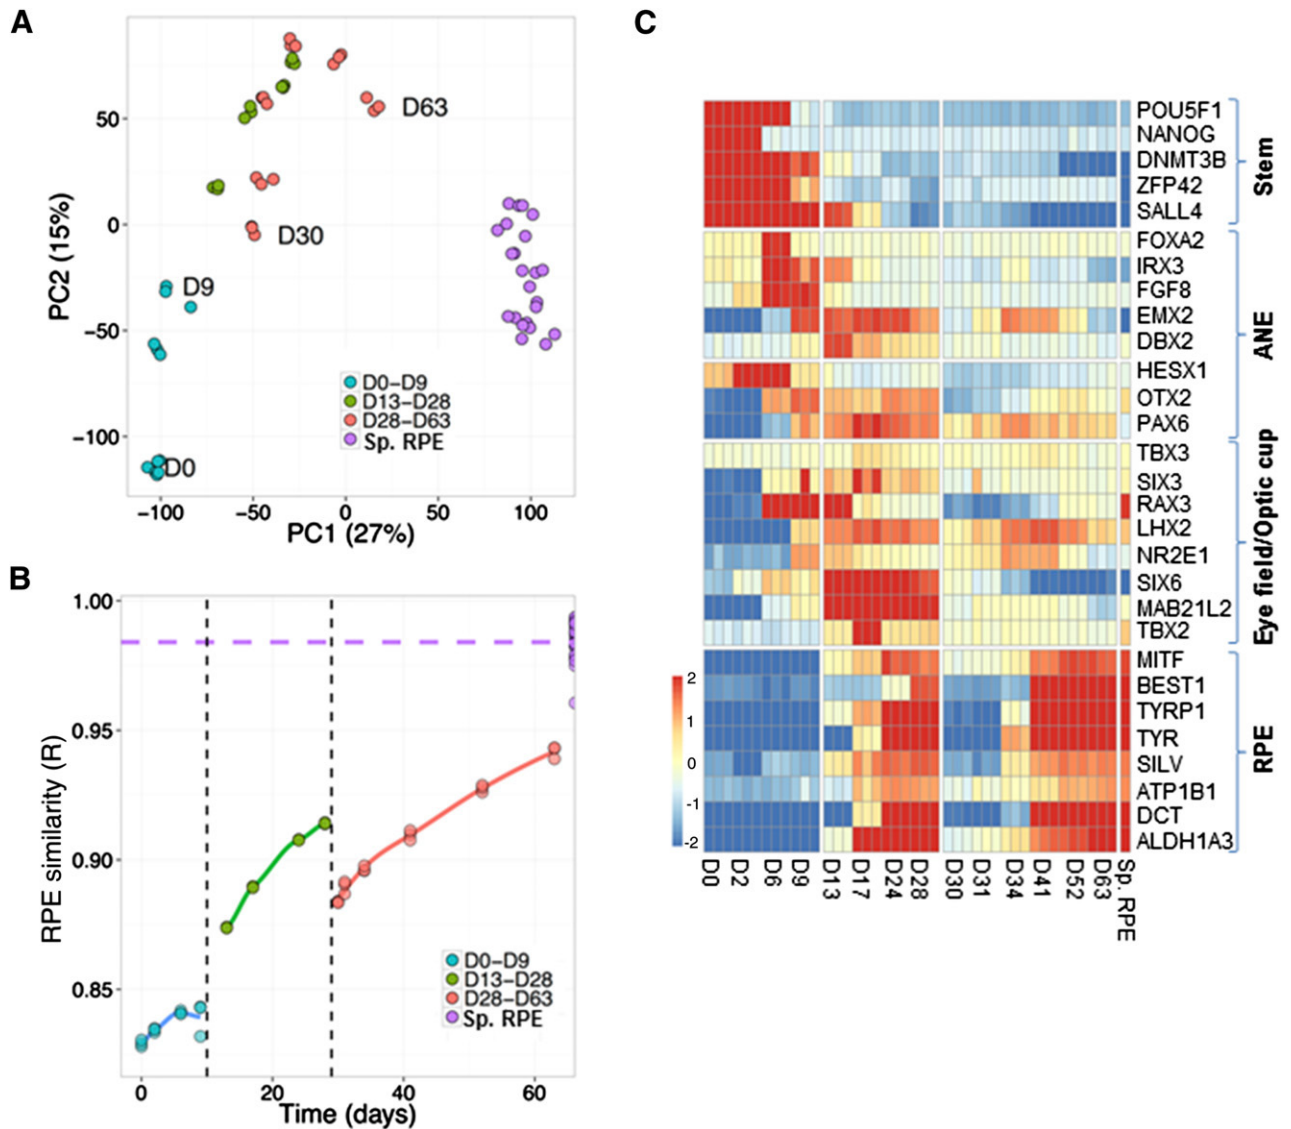 A
50
0
−50
−100
PC2 (15%)
D63
D30
D9
D0
D0−D9
D13−D28
D28−D63
Sp. RPE
−100
−50
0
50
100
PC1 (27%)
B
1.00
0.95
0.90
0.85
RPE similarity (R)
D0−D9
D13−D28
D28−D63
Sp. RPE
0
20
40
60
Time (days)
C
POU5F1
NANOG
DNMT3B
ZFP42
SALL4
Stem
FOXA2
IRX3
FGF8
EMX2
DBX2
HESX1
OTX2
PAX6
ANE
TBX3
SIX3
RAX3
LHX2
NR2E1
SIX6
MAB21L2
TBX2
Eye field/Optic cup
MITF
BEST1
TYRP1
TYR
SILV
ATP1B1
DCT
ALDH1A3
RPE
2
1
0
-1
-2
D0
D2
D6
D9
D13
D17
D24
D28
D30
D31
D34
D41
D52
D63
Sp. RPE